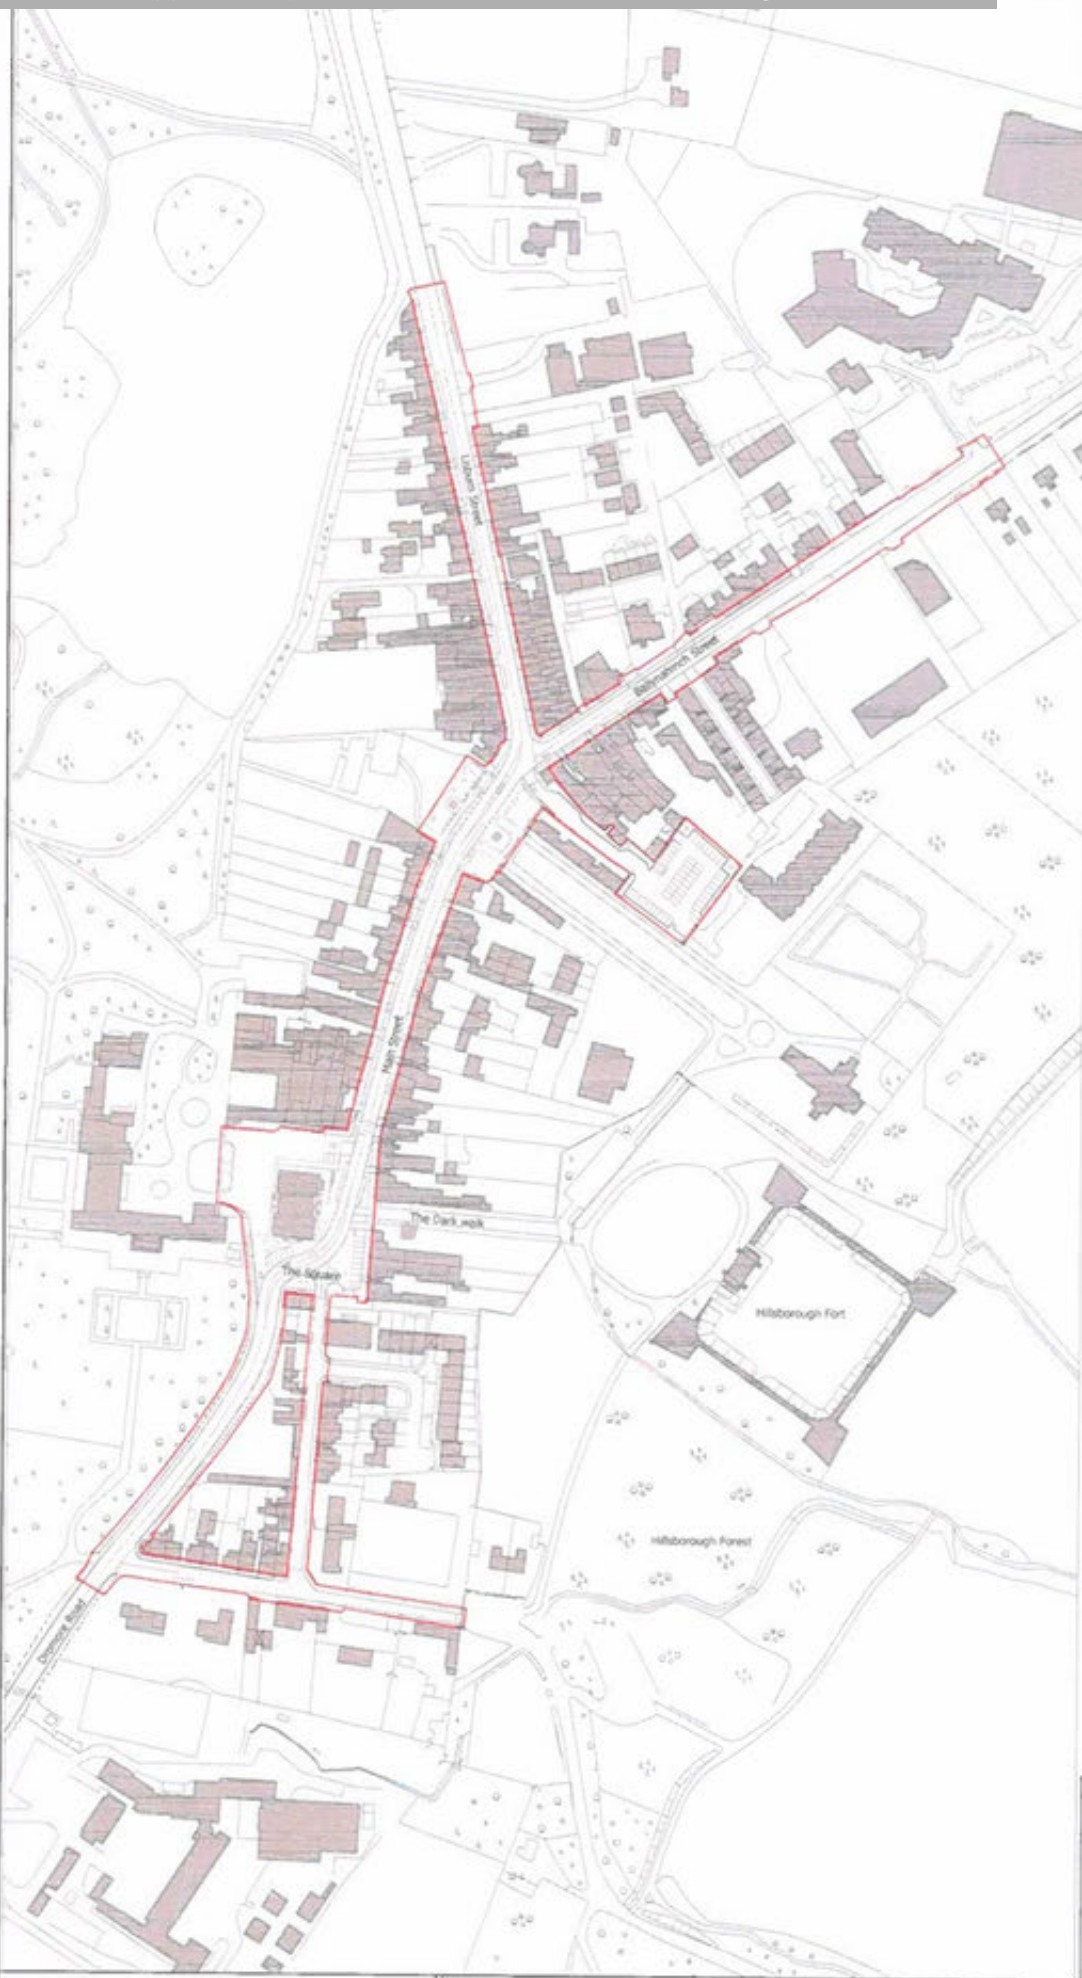 Lisburn Street
Ballynahinch Street
Main Street
The Dark walk
The Square
Hillsborough Fort
Hillsborough Forest
Dromore Road